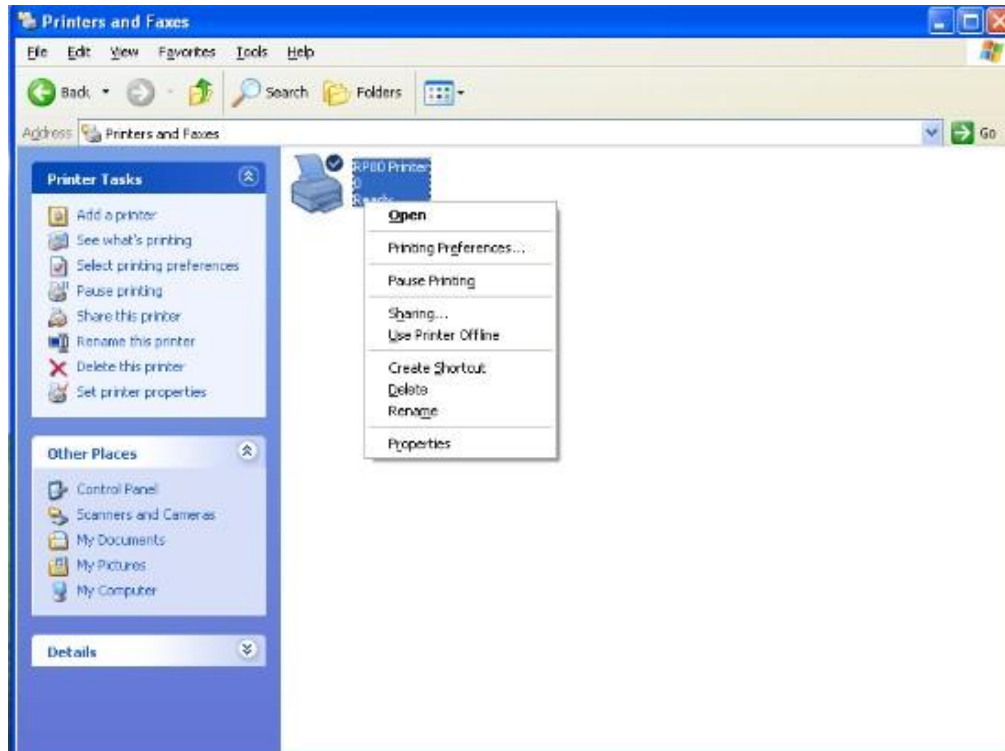 Printers and Faxes
File Edit View Favorites Tools Help
Back Search Folders
Address Printers and Faxes Go
Printer Tasks
Add a printer
See what's printing
Select printing preferences
Pause printing
Share this printer
Rename this printer
Delete this printer
Set printer properties
Other Places
Control Panel
Scanners and Cameras
My Documents
My Pictures
My Computer
Details
RP80 Printer
0
Ready
Open
Printing Preferences...
Pause Printing
Sharing...
Use Printer Offline
Create Shortcut
Delete
Rename
Properties